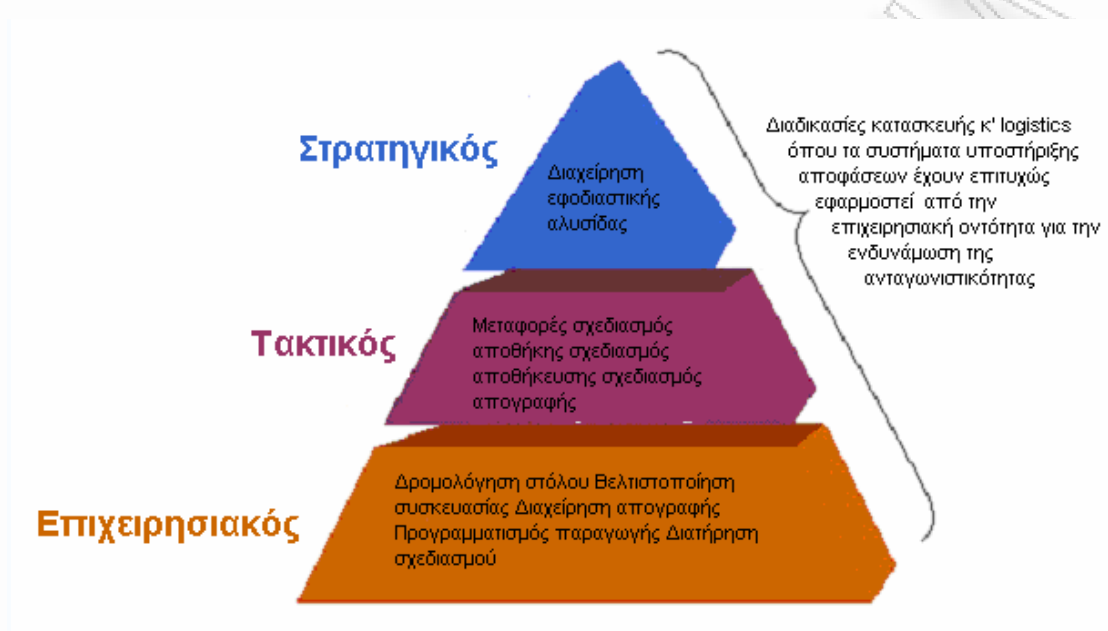 Στρατηγικός
Διαχείρηση
εφοδιαστικής
αλυσίδας
Διαδικασίες κατασκευής κ' logistics
όπου τα συστήματα υποστήριξης
αποφάσεων έχουν επιτυχώς
εφαρμοστεί από την
επιχειρησιακή οντότητα για την
ενδυνάμωση της
ανταγωνιστικότητας
Τακτικός
Μεταφορές σχεδιασμός
αποθήκης σχεδιασμός
αποθήκευσης σχεδιασμός
απογραφής
Επιχειρησιακός
Δρομολόγηση στόλου Βελτιστοποίηση
συσκευασίας Διαχείρηση απογραφής
Προγραμματισμός παραγωγής Διατήρηση
σχεδιασμού